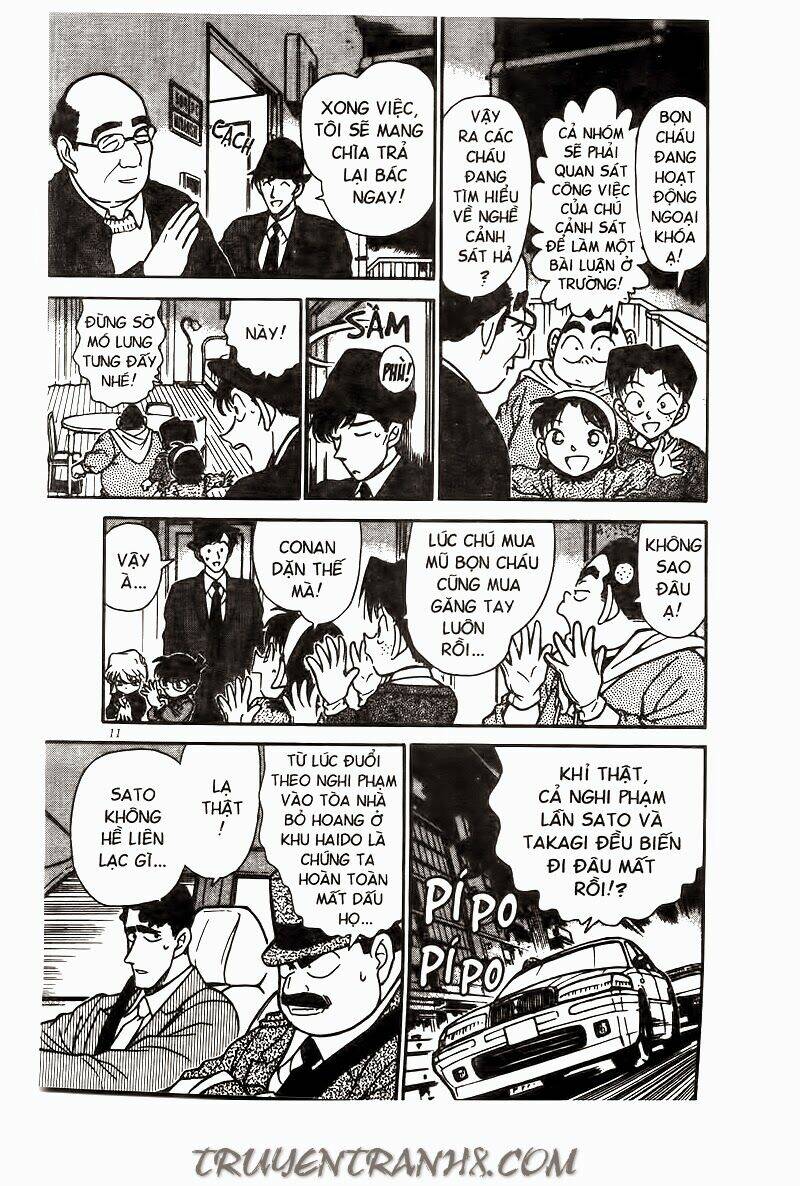 BỌN
CHÁU
ĐANG
HOẠT
ĐỘNG
NGOẠI
KHÓA
Ạ!
CẢ NHÓM
SẼ PHẢI
QUAN SÁT
CÔNG VIỆC
CỦA CHÚ
CẢNH SÁT
ĐỂ LÀM MỘT
BÀI LUẬN Ở
TRƯỜNG!
VẬY
RA CÁC
CHÁU
ĐANG
TÌM HIỂU
VỀ NGHỀ
CẢNH
SÁT HẢ
?
XONG VIỆC,
TÔI SẼ MANG
CHÌA TRẢ
LẠI BÁC
NGAY!
CẠCH
SẦM
PHÙ!
NÀY!
ĐỪNG SỜ
MÓ LUNG
TUNG ĐẤY
NHÉ!
KHÔNG
SAO
ĐÂU
Ạ!
LÚC CHÚ MUA
MŨ BỌN CHÁU
CŨNG MUA
GĂNG TAY
LUÔN
RỒI...
CONAN
DẶN THẾ
MÀ!
VẬY
À...
11
KHỈ THẬT,
CẢ NGHI PHẠM
LẪN SATO VÀ
TAKAGI ĐỀU BIẾN
ĐI ĐÂU MẤT
RỒI!?
PÍ PO
PÍ PO
TỪ LÚC ĐUỔI
THEO NGHI PHẠM
VÀO TÒA NHÀ
BỎ HOANG Ở
KHU HAIDO LÀ
CHÚNG TA
HOÀN TOÀN
MẤT DẤU
HỌ...
LẠ
THẬT
!
SATO
KHÔNG
HỀ LIÊN
LẠC GÌ...
TRUYENTRANH8.COM